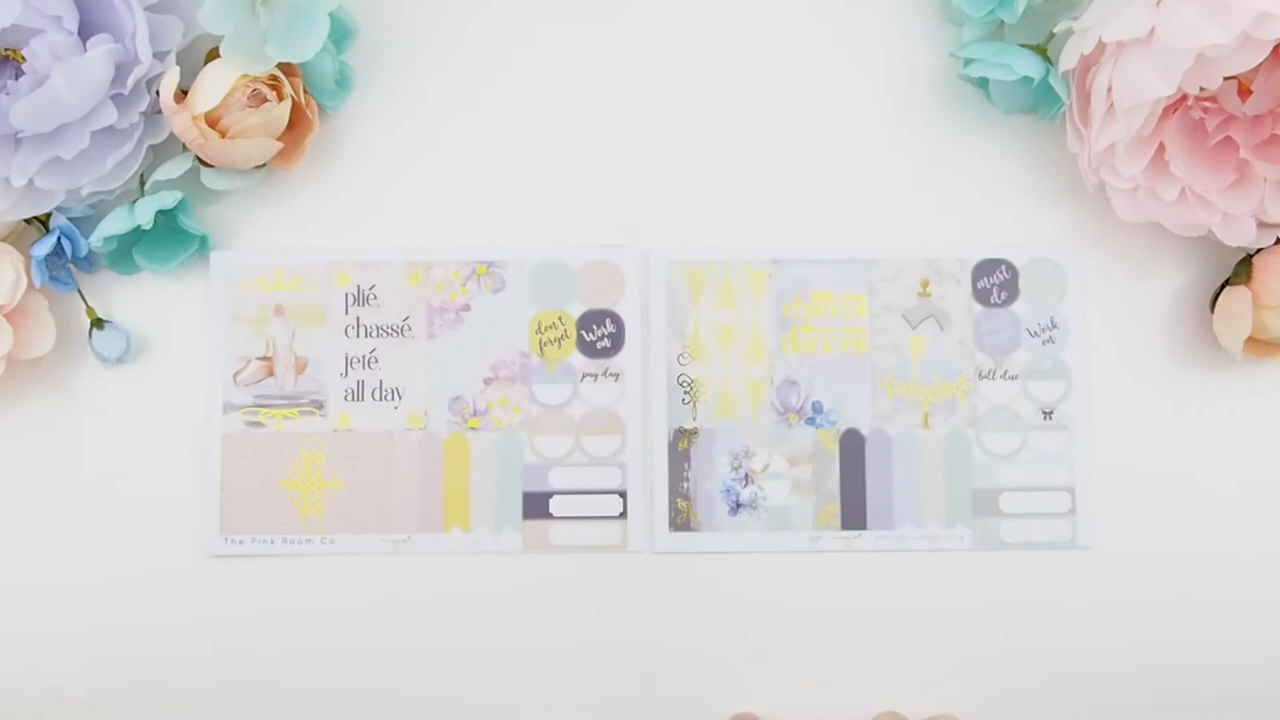 plié,
chassé,
jeté,
all day
don't
forget
Work
on
pay day
The Pink Room Co.
must
do
Work
on
bill due